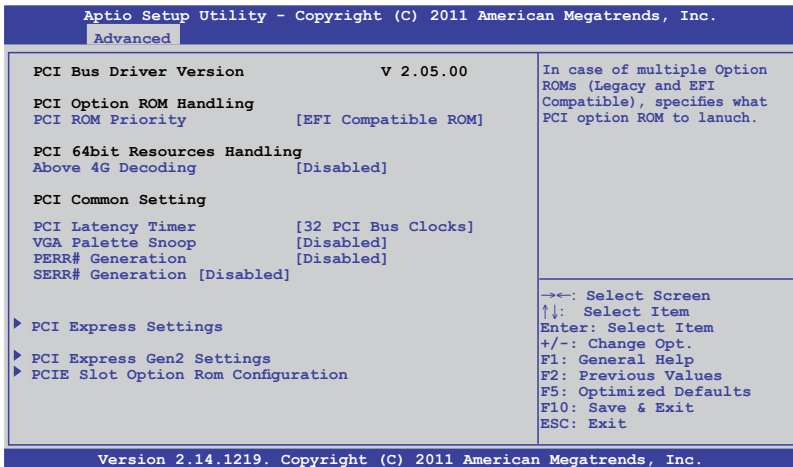 Aptio Setup Utility - Copyright (C) 2011 American Megatrends, Inc.
Advanced
PCI Bus Driver Version V 2.05.00
PCI Option ROM Handling
PCI ROM Priority [EFI Compatible ROM]
PCI 64bit Resources Handling
Above 4G Decoding [Disabled]
PCI Common Setting
PCI Latency Timer [32 PCI Bus Clocks]
VGA Palette Snoop [Disabled]
PERR# Generation [Disabled]
SERR# Generation [Disabled]
PCI Express Settings
PCI Express Gen2 Settings
PCIE Slot Option Rom Configuration
In case of multiple Option
ROMs (Legacy and EFI
Compatible), specifies what
PCI option ROM to lanuch.
→←: Select Screen
↑↓: Select Item
Enter: Select Item
+/-: Change Opt.
F1: General Help
F2: Previous Values
F5: Optimized Defaults
F10: Save & Exit
ESC: Exit
Version 2.14.1219. Copyright (C) 2011 American Megatrends, Inc.